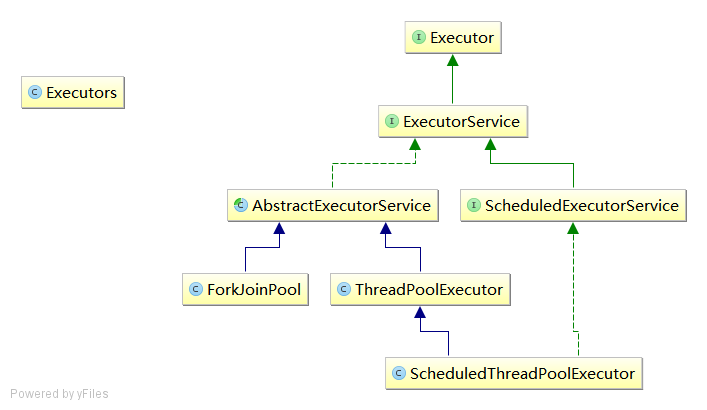 I Executor
C Executors
I ExecutorService
C AbstractExecutorService
I ScheduledExecutorService
C ForkJoinPool
C ThreadPoolExecutor
C ScheduledThreadPoolExecutor
Powered by yFiles